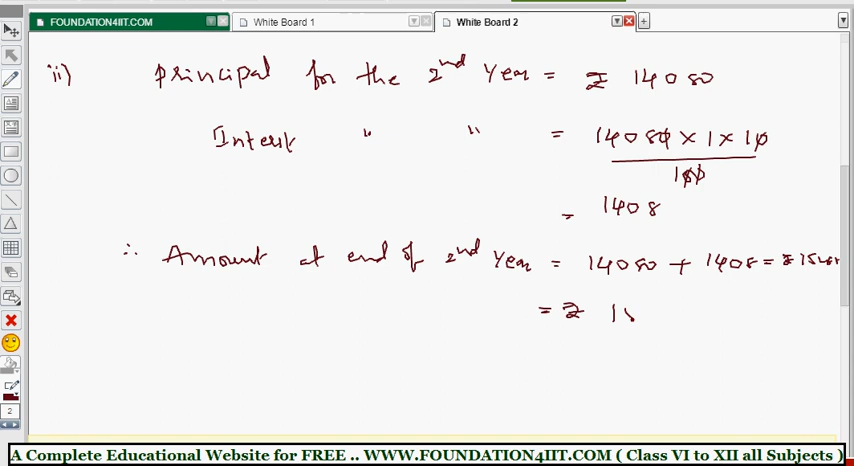 FOUNDATION4IIT.COM White Board 1 White Board 2
ii) Principal for the 2nd Year = ₹ 14080
Interest " " = 14080 × 1 × 10
100
= 1408
∴ Amount at end of 2nd Year = 14080 + 1408 = ₹ 15488
= ₹
2
A Complete Educational Website for FREE .. WWW.FOUNDATION4IIT.COM ( Class VI to XII all Subjects )